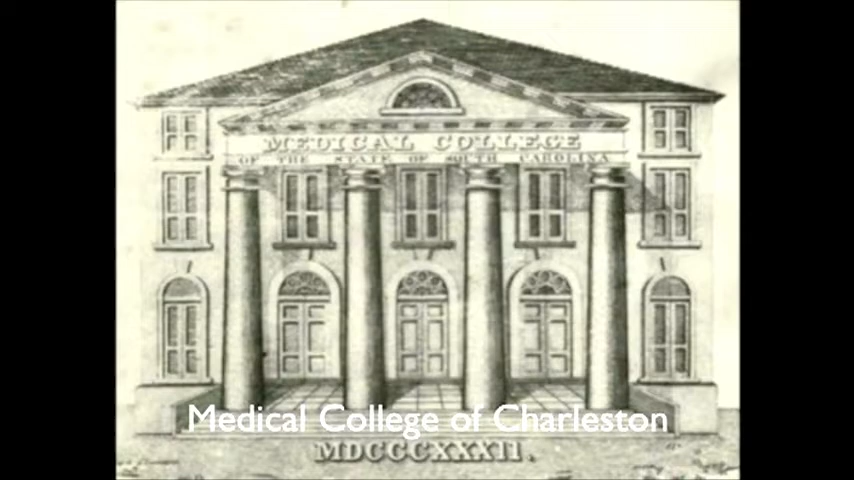 MEDICAL COLLEGE
OF THE STATE OF SOUTH CAROLINA
Medical College of Charleston
MDCCCXXXII.